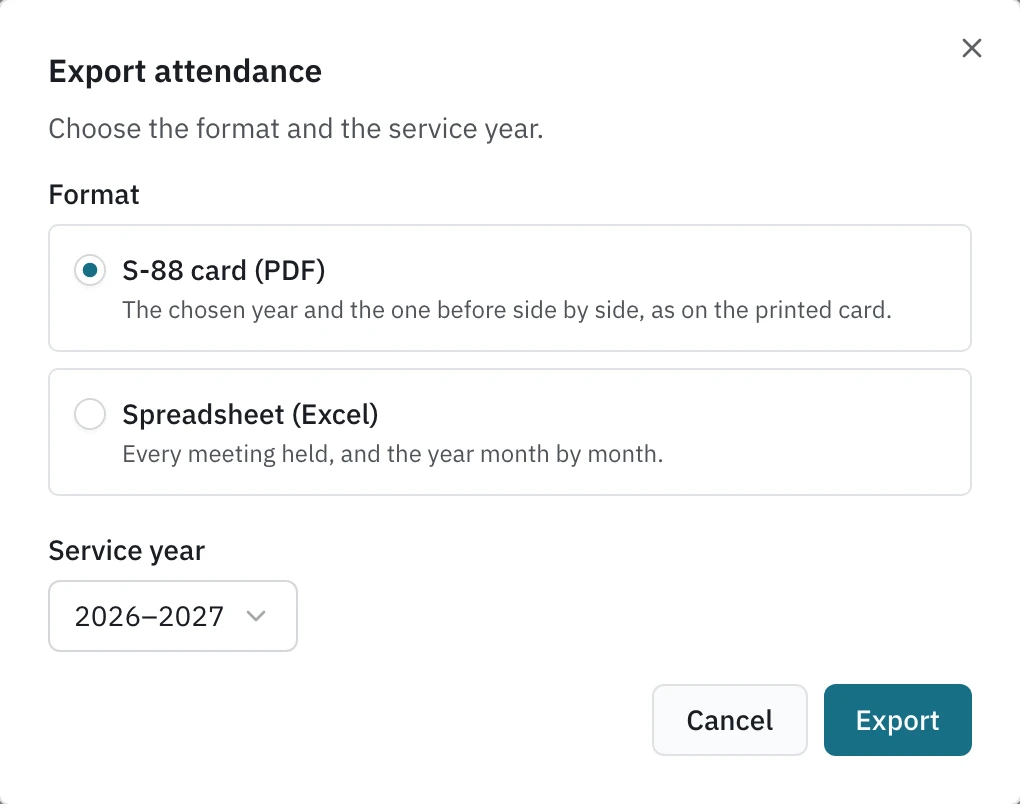 Export attendance
Choose the format and the service year.
Format
S-88 card (PDF)
The chosen year and the one before side by side, as on the printed card.
Spreadsheet (Excel)
Every meeting held, and the year month by month.
Service year
2026–2027
Cancel
Export